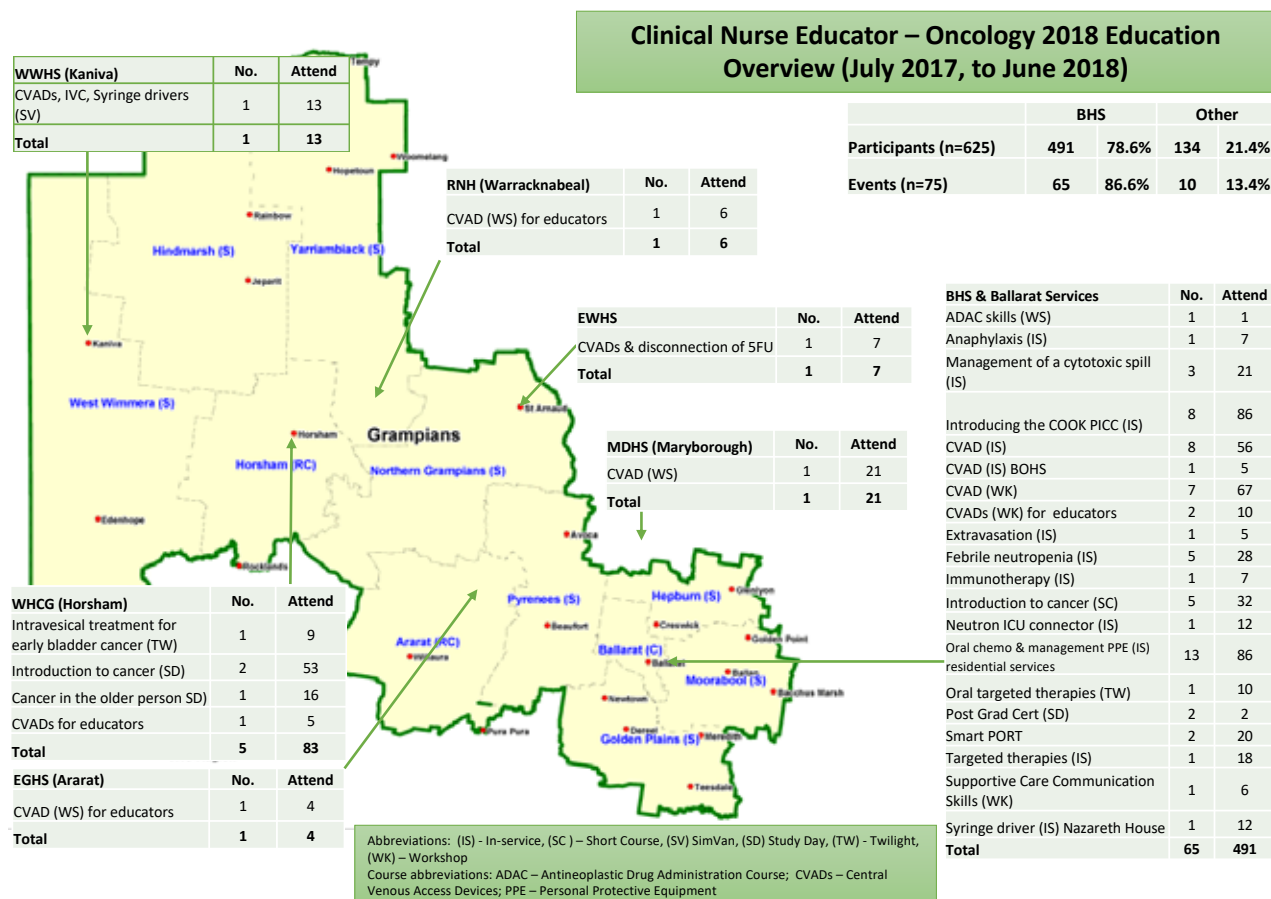 Clinical Nurse Educator – Oncology 2018 Education
Overview (July 2017, to June 2018)
BHS Other
Participants (n=625) 491 78.6% 134 21.4%
Events (n=75) 65 86.6% 10 13.4%
WWHS (Kaniva) No. Attend
CVADs, IVC, Syringe drivers
(SV) 1 13
Total 1 13
RNH (Warracknabeal) No. Attend
CVAD (WS) for educators 1 6
Total 1 6
EWHS No. Attend
CVADs & disconnection of 5FU 1 7
Total 1 7
MDHS (Maryborough) No. Attend
CVAD (WS) 1 21
Total 1 21
BHS & Ballarat Services No. Attend
ADAC skills (WS) 1 1
Anaphylaxis (IS) 1 7
Management of a cytotoxic spill
(IS) 3 21
Introducing the COOK PICC (IS) 8 86
CVAD (IS) 8 56
CVAD (IS) BOHS 1 5
CVAD (WK) 7 67
CVADs (WK) for educators 2 10
Extravasation (IS) 1 5
Febrile neutropenia (IS) 5 28
Immunotherapy (IS) 1 7
Introduction to cancer (SC) 5 32
Neutron ICU connector (IS) 1 12
Oral chemo & management PPE (IS)
residential services 13 86
Oral targeted therapies (TW) 1 10
Post Grad Cert (SD) 2 2
Smart PORT 2 20
Targeted therapies (IS) 1 18
Supportive Care Communication
Skills (WK) 1 6
Syringe driver (IS) Nazareth House 1 12
Total 65 491
WHCG (Horsham) No. Attend
Intravesical treatment for
early bladder cancer (TW) 1 9
Introduction to cancer (SD) 2 53
Cancer in the older person SD) 1 16
CVADs for educators 1 5
Total 5 83
EGHS (Ararat) No. Attend
CVAD (WS) for educators 1 4
Total 1 4
Woomelang
Hopetoun
Rainbow
Hindmarsh (S)
Yarriambiack (S)
Jeparit
Kaniva
West Wimmera (S)
St Arnaud
Horsham
Grampians
Horsham (RC)
Northern Grampians (S)
Edenhope
Avoca
Rocklands
Pyrenees (S)
Hepburn (S)
Glenlyon
Beaufort
Creswick
Golden Point
Ararat (RC)
Willaura
Ballarat (C)
Ballarat
Ballan
Moorabool (S)
Bacchus Marsh
Newtown
Pura Pura
Dereel
Golden Plains (S)
Meredith
Teesdale
Abbreviations: (IS) - In-service, (SC ) – Short Course, (SV) SimVan, (SD) Study Day, (TW) - Twilight,
(WK) – Workshop
Course abbreviations: ADAC – Antineoplastic Drug Administration Course; CVADs – Central
Venous Access Devices; PPE – Personal Protective Equipment